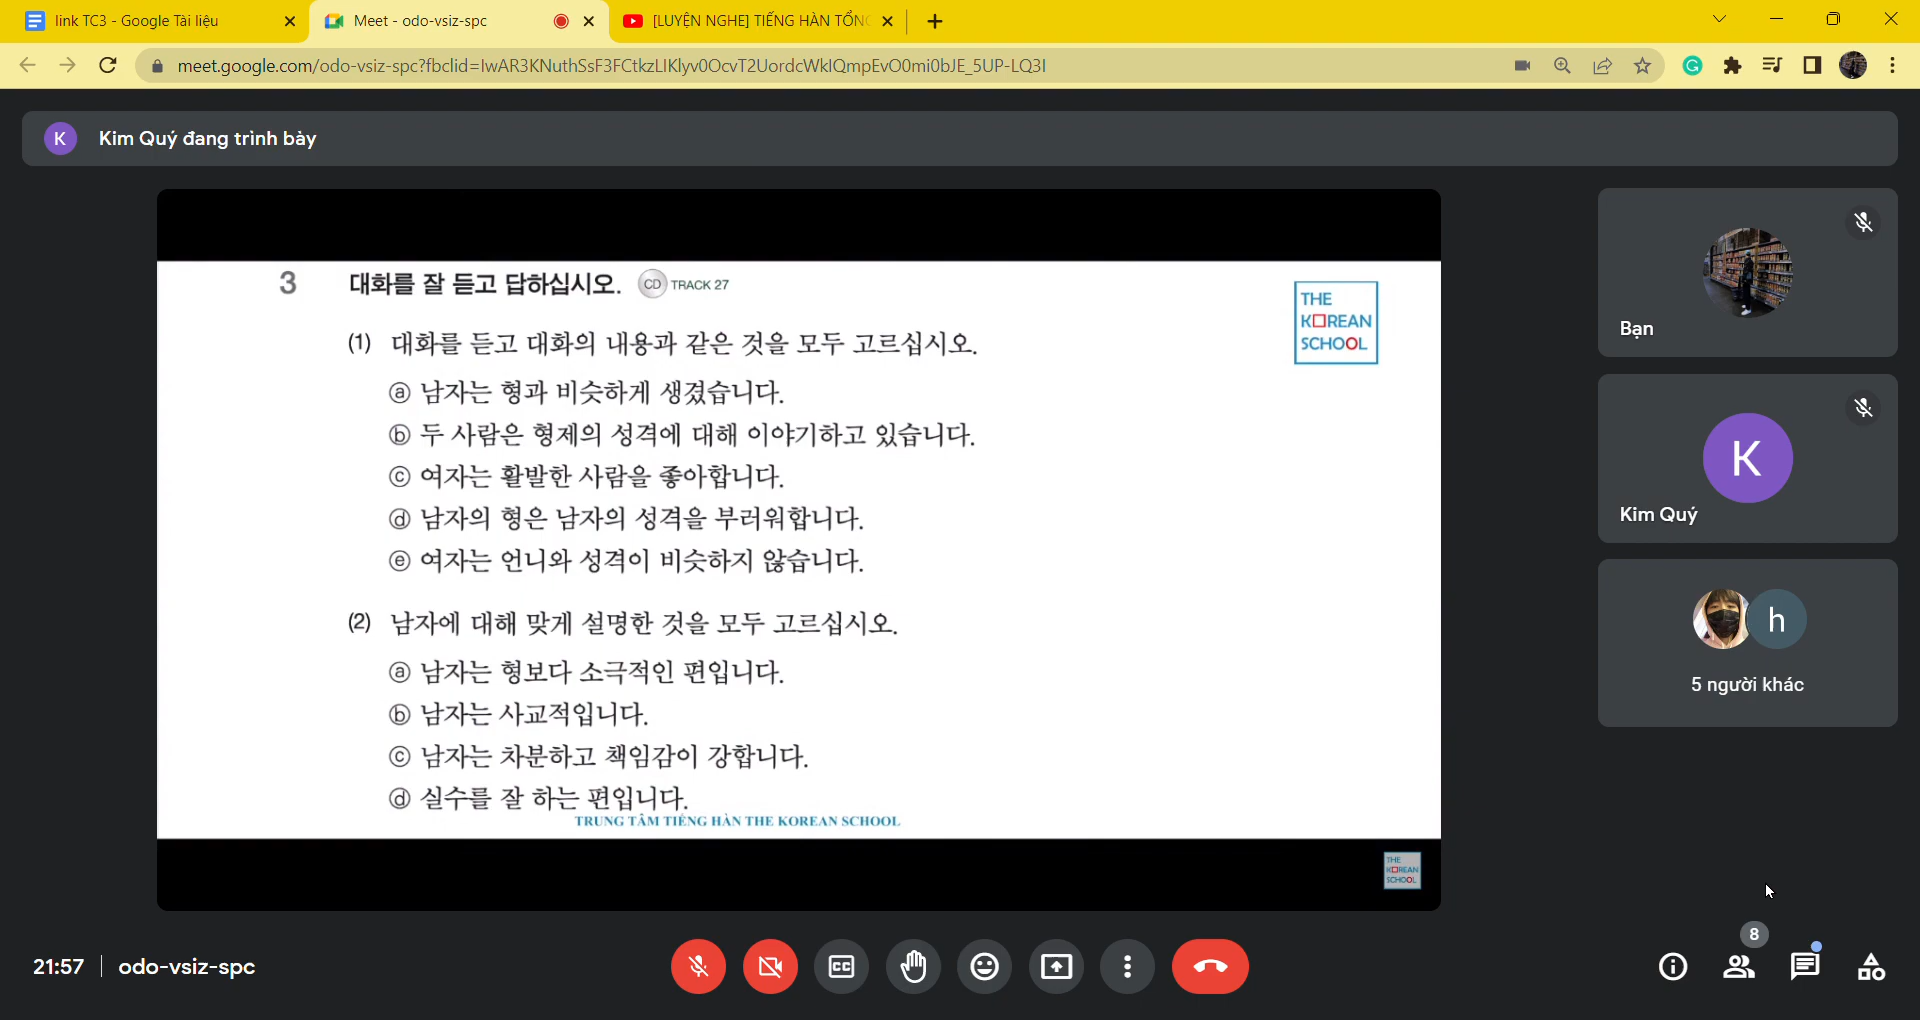 link TC3 - Google Tài liệu
Meet - odo-vsiz-spc
[LUYỆN NGHE] TIẾNG HÀN TỔNG
meet.google.com/odo-vsiz-spc?fbclid=IwAR3KNuthSsF3FCtkzLIKlyv0OcvT2UordcWkIQmpEvO0mi0bJE_5UP-LQ3I
K
Kim Quý đang trình bày
3 대화를 잘 듣고 답하십시오. CD TRACK 27
THE
KOREAN
SCHOOL
(1) 대화를 듣고 대화의 내용과 같은 것을 모두 고르십시오.
ⓐ 남자는 형과 비슷하게 생겼습니다.
ⓑ 두 사람은 형제의 성격에 대해 이야기하고 있습니다.
ⓒ 여자는 활발한 사람을 좋아합니다.
ⓓ 남자의 형은 남자의 성격을 부러워합니다.
ⓔ 여자는 언니와 성격이 비슷하지 않습니다.
(2) 남자에 대해 맞게 설명한 것을 모두 고르십시오.
ⓐ 남자는 형보다 소극적인 편입니다.
ⓑ 남자는 사교적입니다.
ⓒ 남자는 차분하고 책임감이 강합니다.
ⓓ 실수를 잘 하는 편입니다.
TRUNG TÂM TIẾNG HÀN THE KOREAN SCHOOL
THE
KOREAN
SCHOOL
Bạn
K
Kim Quý
h
5 người khác
21:57 | odo-vsiz-spc
CC
8